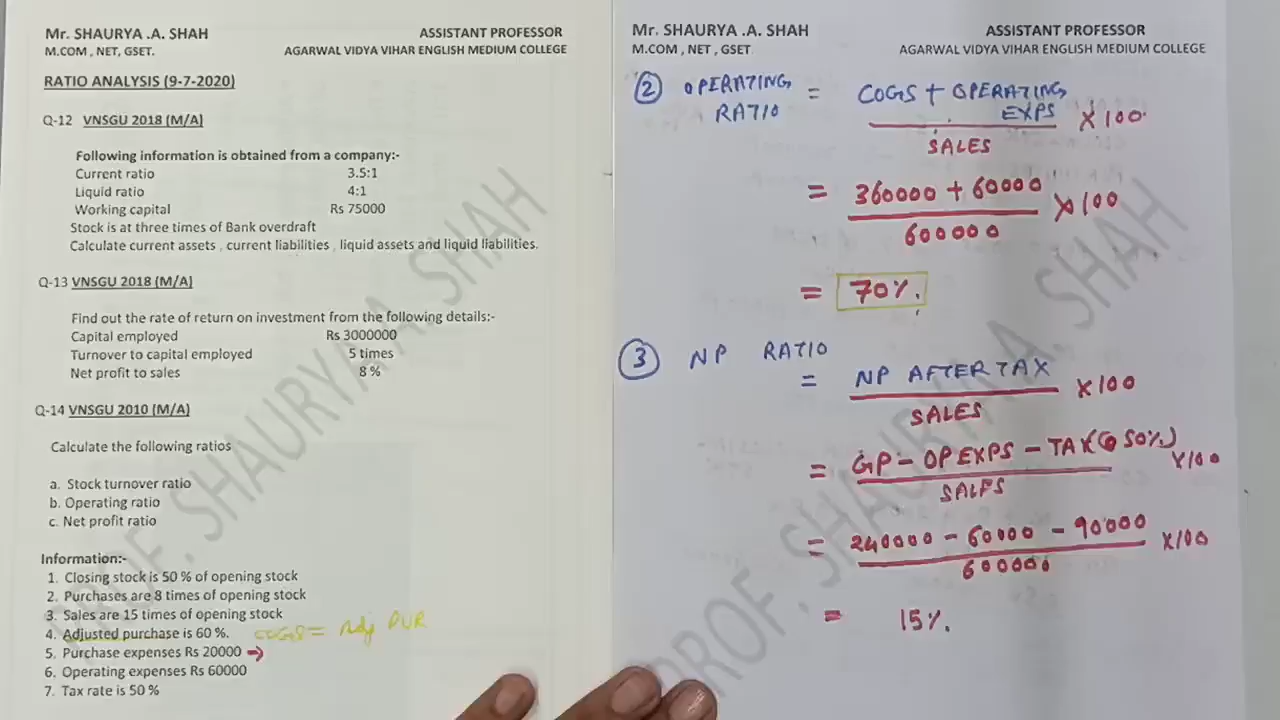 Mr. SHAURYA .A. SHAH
ASSISTANT PROFESSOR
M.COM , NET, GSET.
AGARWAL VIDYA VIHAR ENGLISH MEDIUM COLLEGE
RATIO ANALYSIS (9-7-2020)
Q-12 VNSGU 2018 (M/A)
Following information is obtained from a company:-
Current ratio 3.5:1
Liquid ratio 4:1
Working capital Rs 75000
Stock is at three times of Bank overdraft
Calculate current assets , current liabilities , liquid assets and liquid liabilities.
Q-13 VNSGU 2018 (M/A)
Find out the rate of return on investment from the following details:-
Capital employed Rs 3000000
Turnover to capital employed 5 times
Net profit to sales 8 %
Q-14 VNSGU 2010 (M/A)
Calculate the following ratios
a. Stock turnover ratio
b. Operating ratio
c. Net profit ratio
Information:-
1. Closing stock is 50 % of opening stock
2. Purchases are 8 times of opening stock
3. Sales are 15 times of opening stock
4. Adjusted purchase is 60 %. COGS = Adj PUR
5. Purchase expenses Rs 20000 →
6. Operating expenses Rs 60000
7. Tax rate is 50 %
PROF. SHAURYA A. SHAH
Mr. SHAURYA .A. SHAH
ASSISTANT PROFESSOR
M.COM , NET , GSET.
AGARWAL VIDYA VIHAR ENGLISH MEDIUM COLLEGE
2 OPERATING RATIO = COGS + OPERATING EXPS
X 100
SALES
= 360000 + 60000
X 100
600000
= 70%.
3 NP RATIO
= NP AFTER TAX
X 100
SALES
= GP - OP EXPS - TAX (@ 50%)
X 100
SALES
= 240000 - 60000 - 90000
X 100
600000
= 15%.
PROF. SHAURYA A. SHAH